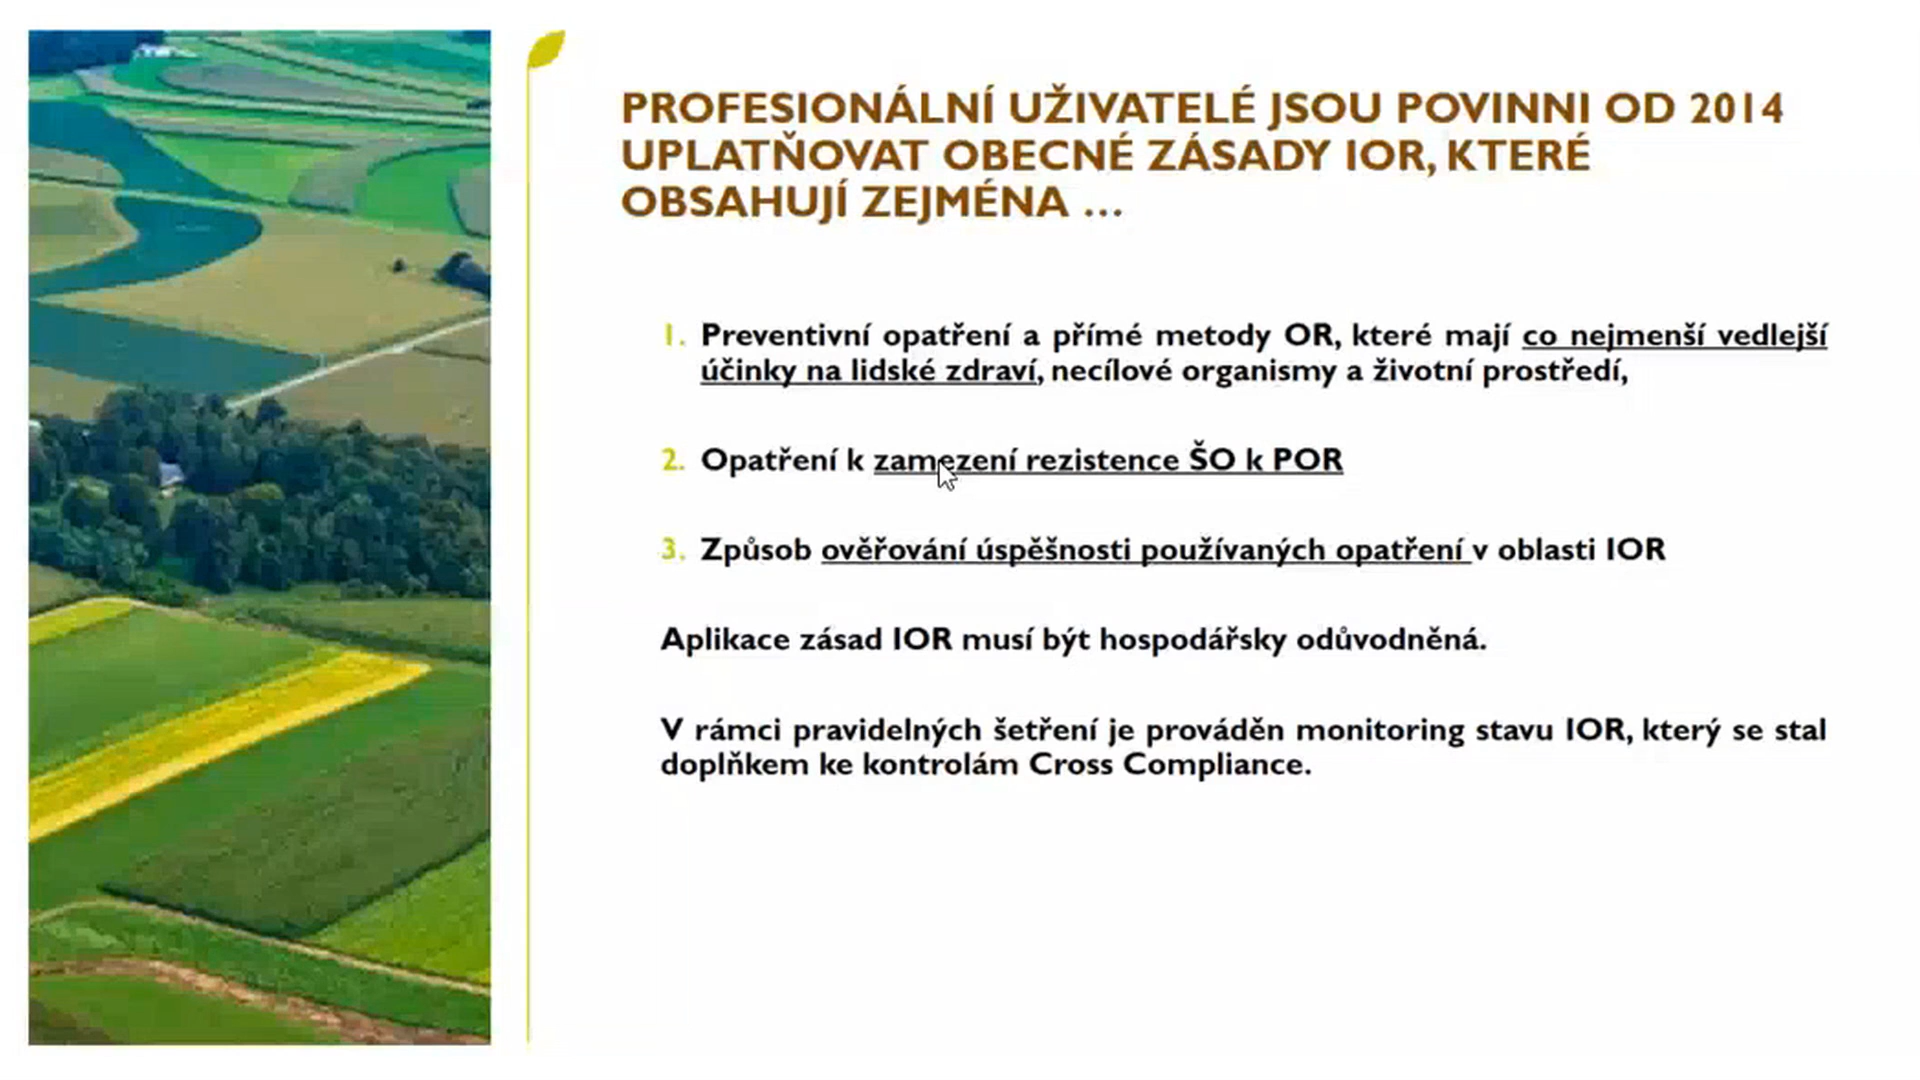 PROFESIONÁLNÍ UŽIVATELÉ JSOU POVINNI OD 2014
UPLATŇOVAT OBECNÉ ZÁSADY IOR, KTERÉ
OBSAHUJÍ ZEJMÉNA …
1. Preventivní opatření a přímé metody OR, které mají co nejmenší vedlejší
účinky na lidské zdraví, necílové organismy a životní prostředí,
2. Opatření k zamezení rezistence ŠO k POR
3. Způsob ověřování úspěšnosti používaných opatření v oblasti IOR
Aplikace zásad IOR musí být hospodářsky odůvodněná.
V rámci pravidelných šetření je prováděn monitoring stavu IOR, který se stal
doplňkem ke kontrolám Cross Compliance.